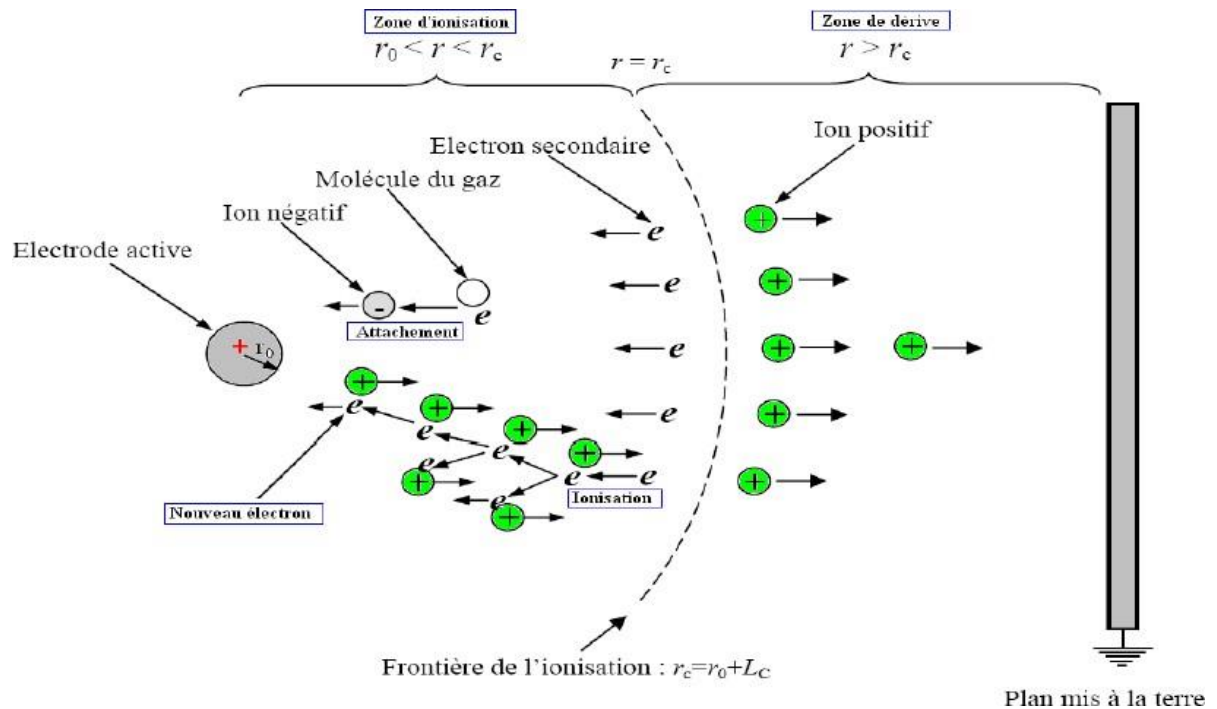 Zone d'ionisation
r0 < r < rc
r = rc
Zone de dérive
r > rc
Electron secondaire
Ion positif
Molécule du gaz
Ion négatif
Electrode active
e
e
-
e
Attachement
+
r0
e
e
+
+
+
+
+
+
+
e
+
e
+
e
+
e
e
e
e
e
+
e
+
Ionisation
Nouveau électron
Frontière de l'ionisation : rc=r0+LC
Plan mis à la terre